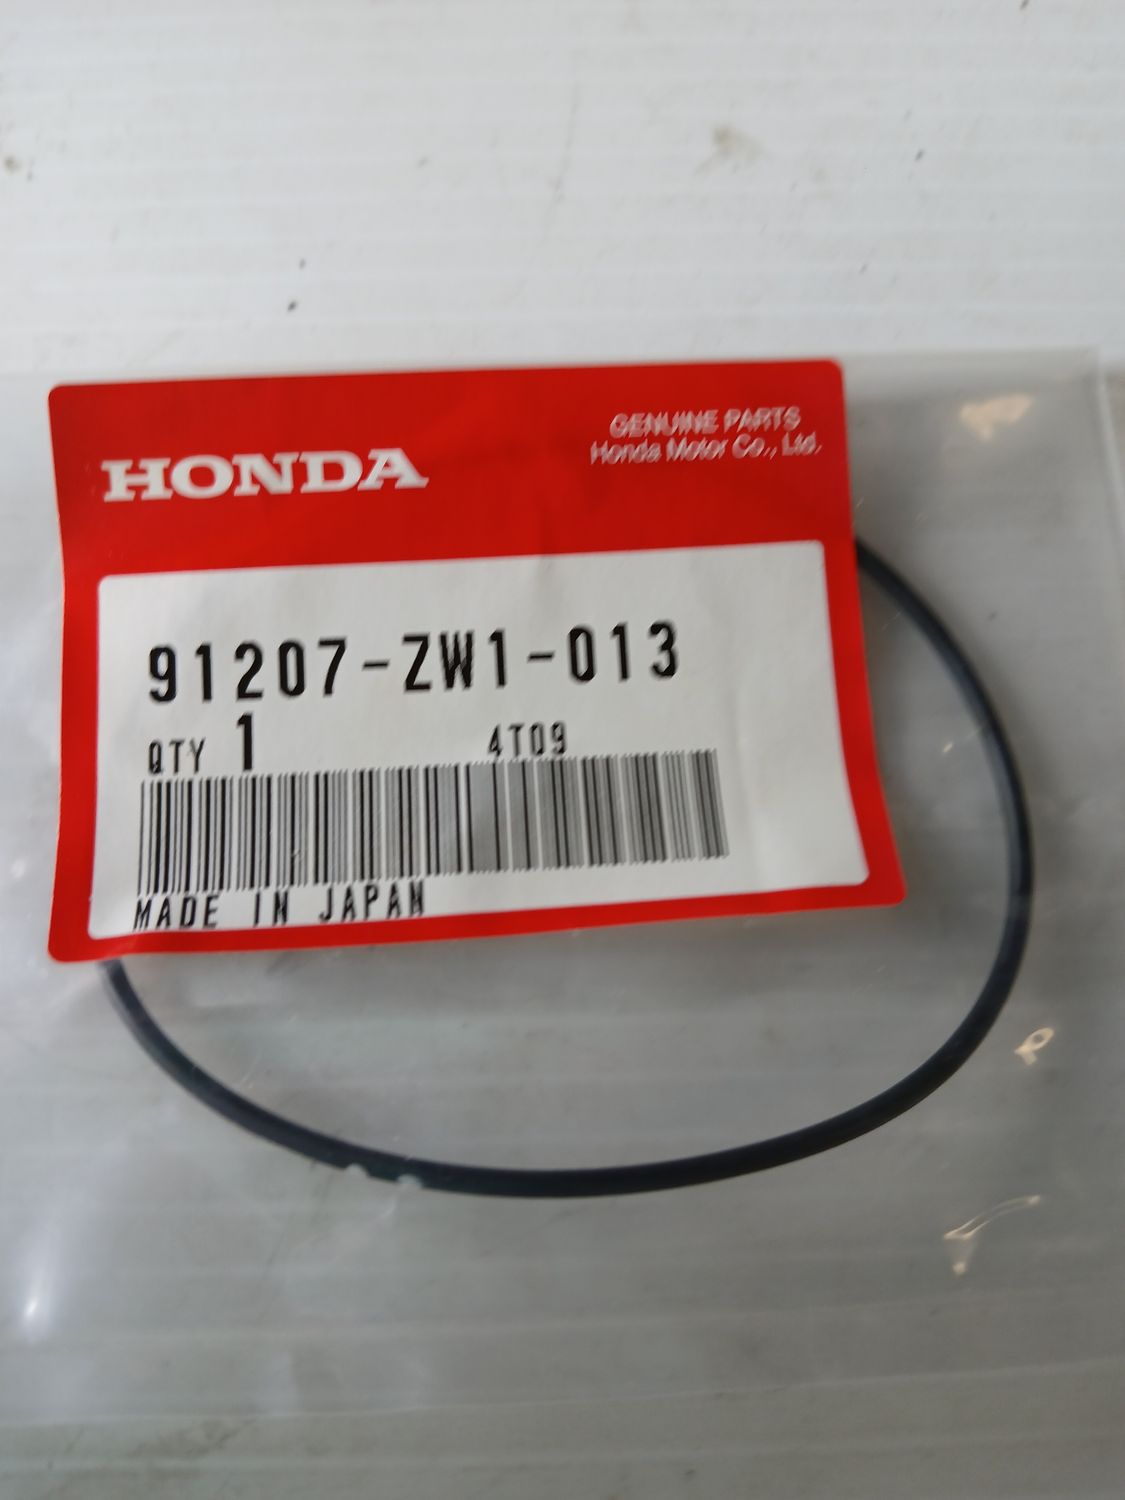 HONDA
GENUINE PARTS
Honda Motor Co., Ltd.
91207-ZW1-013
QTY 1 4T09
MADE IN JAPAN